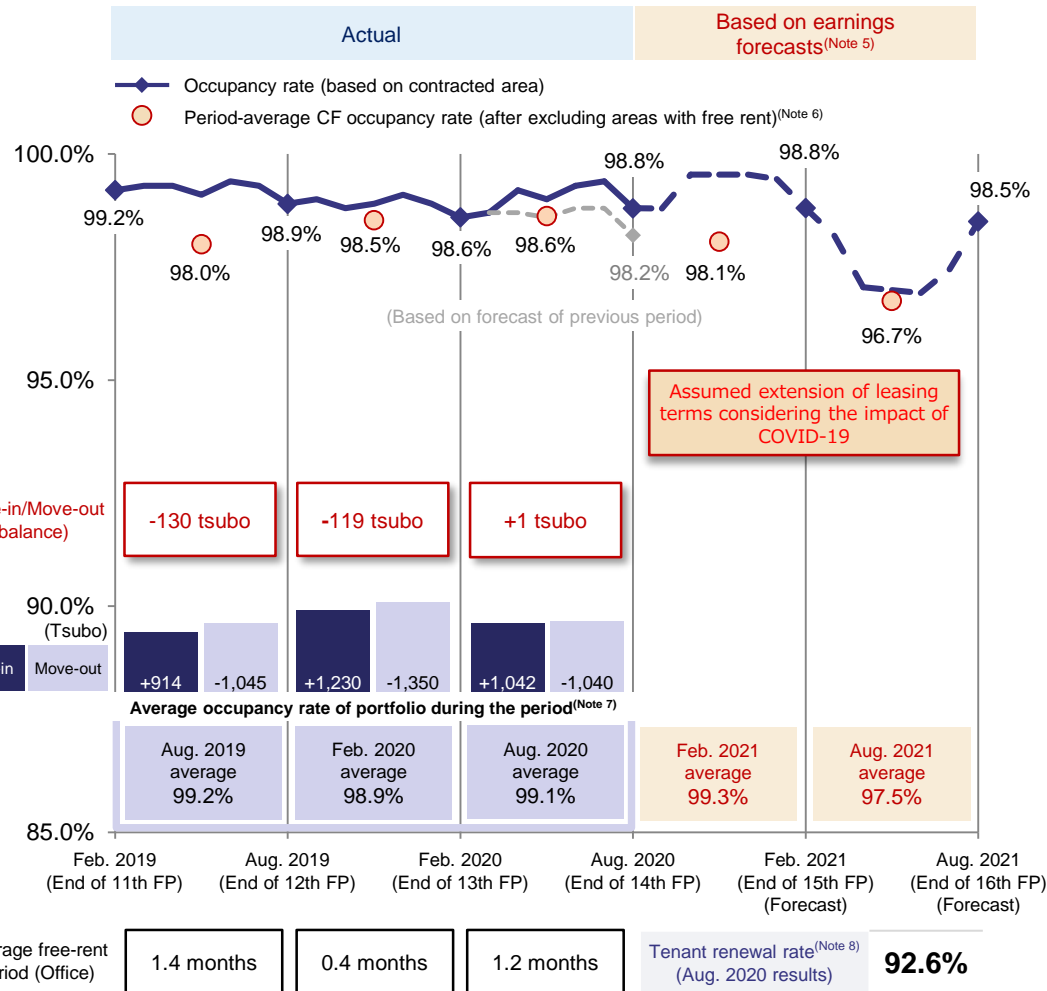 Actual
Based on earnings
forecasts(Note 5)
Occupancy rate (based on contracted area)
Period-average CF occupancy rate (after excluding areas with free rent)(Note 6)
100.0%
98.8%
98.8%
98.5%
99.2%
98.9%
98.5%
98.6%
98.6%
98.0%
98.2%
98.1%
(Based on forecast of previous period)
96.7%
95.0%
Assumed extension of leasing
terms considering the impact of
COVID-19
-in/Move-out
balance)
-130 tsubo
-119 tsubo
+1 tsubo
90.0%
(Tsubo)
in
Move-out
+914
-1,045
+1,230
-1,350
+1,042
-1,040
Average occupancy rate of portfolio during the period(Note 7)
Aug. 2019
average
99.2%
Feb. 2020
average
98.9%
Aug. 2020
average
99.1%
Feb. 2021
average
99.3%
Aug. 2021
average
97.5%
85.0%
Feb. 2019
(End of 11th FP)
Aug. 2019
(End of 12th FP)
Feb. 2020
(End of 13th FP)
Aug. 2020
(End of 14th FP)
Feb. 2021
(End of 15th FP)
(Forecast)
Aug. 2021
(End of 16th FP)
(Forecast)
rage free-rent
riod (Office)
1.4 months
0.4 months
1.2 months
Tenant renewal rate(Note 8)
(Aug. 2020 results)
92.6%